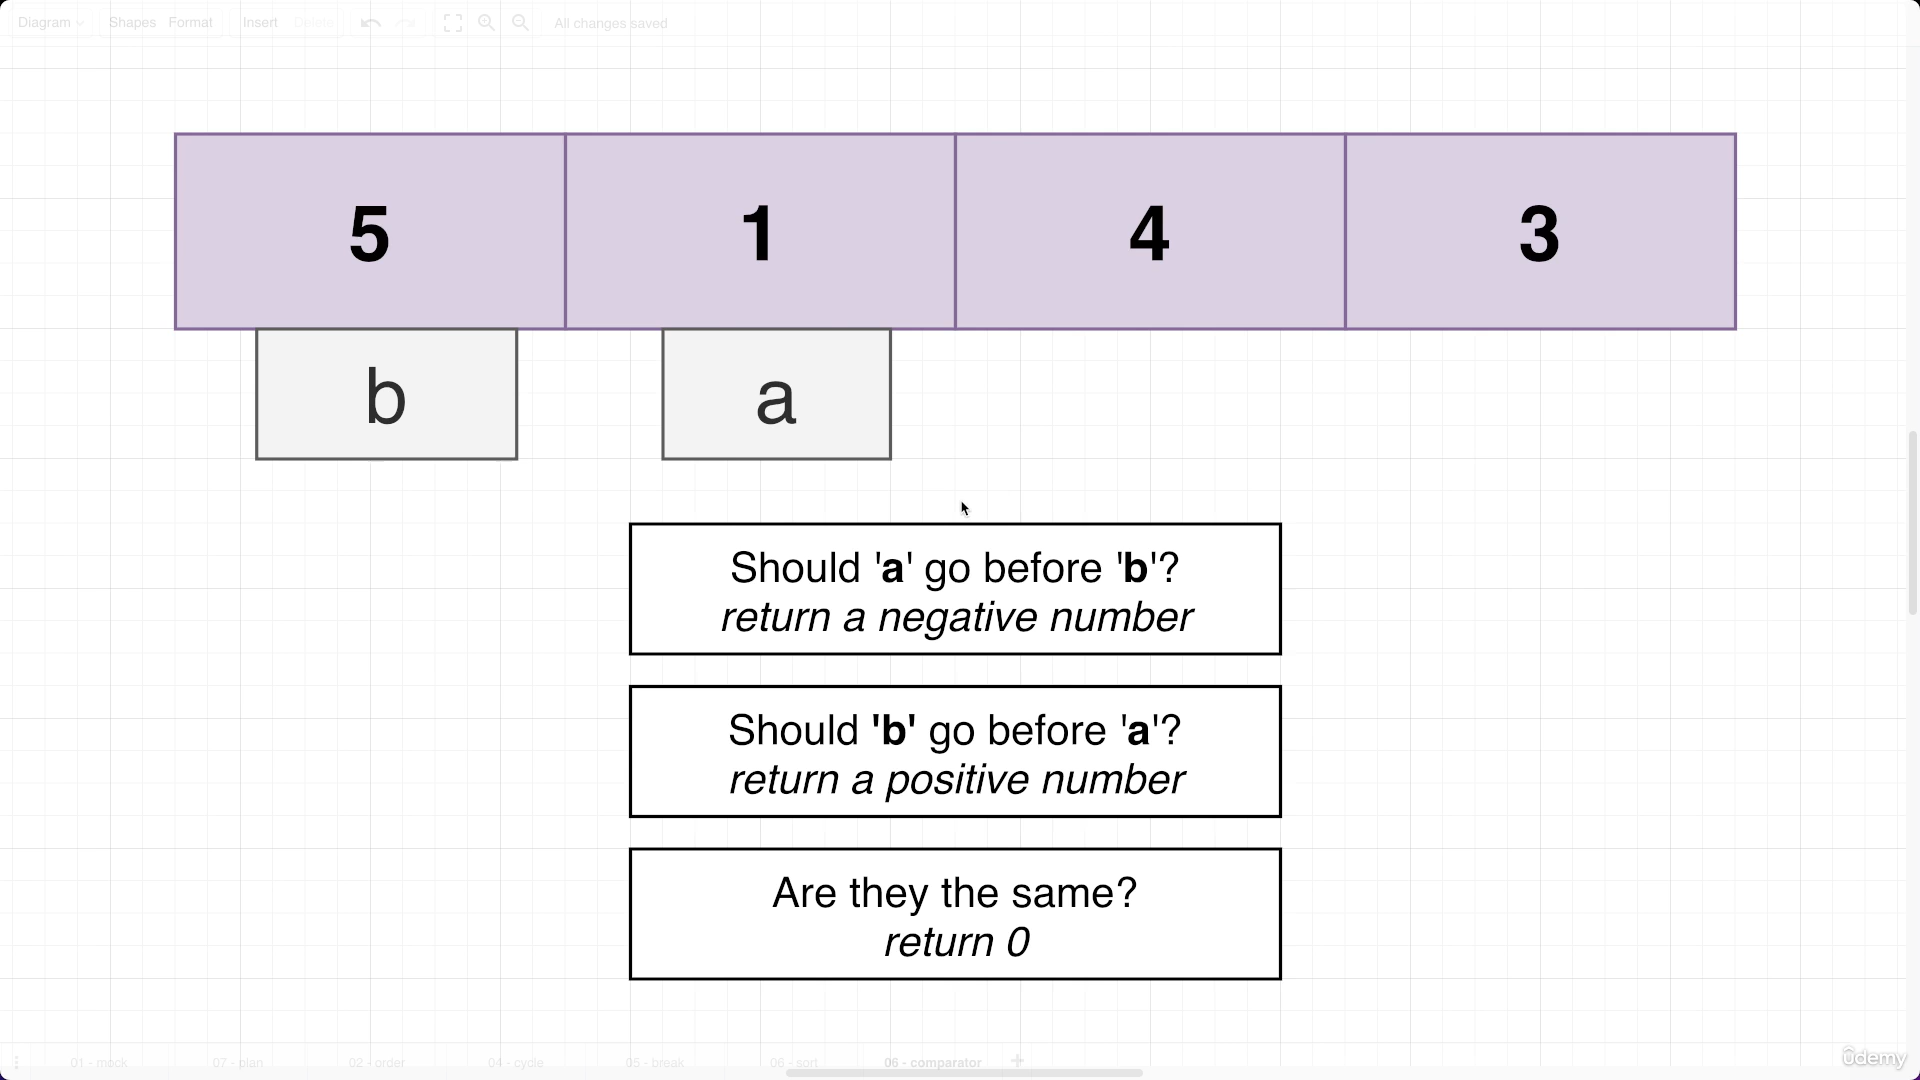 Diagram Shapes Format Insert Delete All changes saved
5 1 4 3
b a
Should 'a' go before 'b'?
return a negative number
Should 'b' go before 'a'?
return a positive number
Are they the same?
return 0
01 - mock 07 - plan 02 - order 04 - cycle 05 - break 06 - sort 06 - comparator
ûdemy